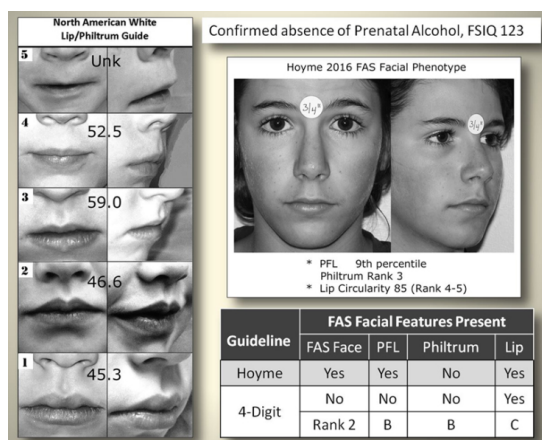 North American White
Lip/Philtrum Guide
5
Unk
4
52.5
3
59.0
2
46.6
1
45.3
Confirmed absence of Prenatal Alcohol, FSIQ 123
Hoyme 2016 FAS Facial Phenotype
3/4"
3/4"
* PFL 9th percentile
Philtrum Rank 3
* Lip Circularity 85 (Rank 4-5)
Guideline
FAS Facial Features Present
FAS Face PFL Philtrum Lip
Hoyme Yes Yes No Yes
4-Digit
No No No Yes
Rank 2 B B C